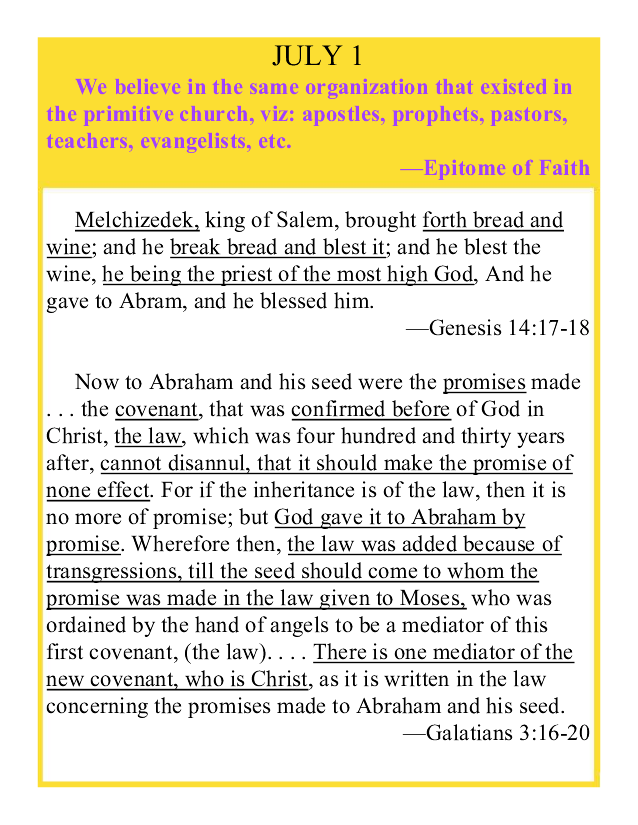 JULY 1
We believe in the same organization that existed in
the primitive church, viz: apostles, prophets, pastors,
teachers, evangelists, etc.
—Epitome of Faith
Melchizedek, king of Salem, brought forth bread and
wine; and he break bread and blest it; and he blest the
wine, he being the priest of the most high God, And he
gave to Abram, and he blessed him.
—Genesis 14:17-18
Now to Abraham and his seed were the promises made
. . . the covenant, that was confirmed before of God in
Christ, the law, which was four hundred and thirty years
after, cannot disannul, that it should make the promise of
none effect. For if the inheritance is of the law, then it is
no more of promise; but God gave it to Abraham by
promise. Wherefore then, the law was added because of
transgressions, till the seed should come to whom the
promise was made in the law given to Moses, who was
ordained by the hand of angels to be a mediator of this
first covenant, (the law). . . . There is one mediator of the
new covenant, who is Christ, as it is written in the law
concerning the promises made to Abraham and his seed.
—Galatians 3:16-20